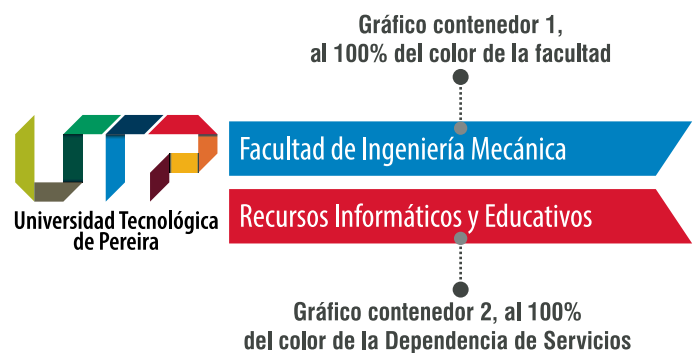 Gráfico contenedor 1,
al 100% del color de la facultad
UTP
Universidad Tecnológica
de Pereira
Facultad de Ingeniería Mecánica
Recursos Informáticos y Educativos
Gráfico contenedor 2, al 100%
del color de la Dependencia de Servicios